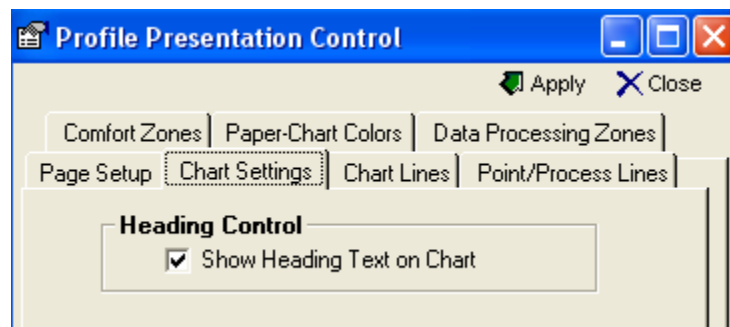 Profile Presentation Control
Apply Close
Comfort Zones Paper-Chart Colors Data Processing Zones
Page Setup Chart Settings Chart Lines Point/Process Lines
Heading Control
Show Heading Text on Chart